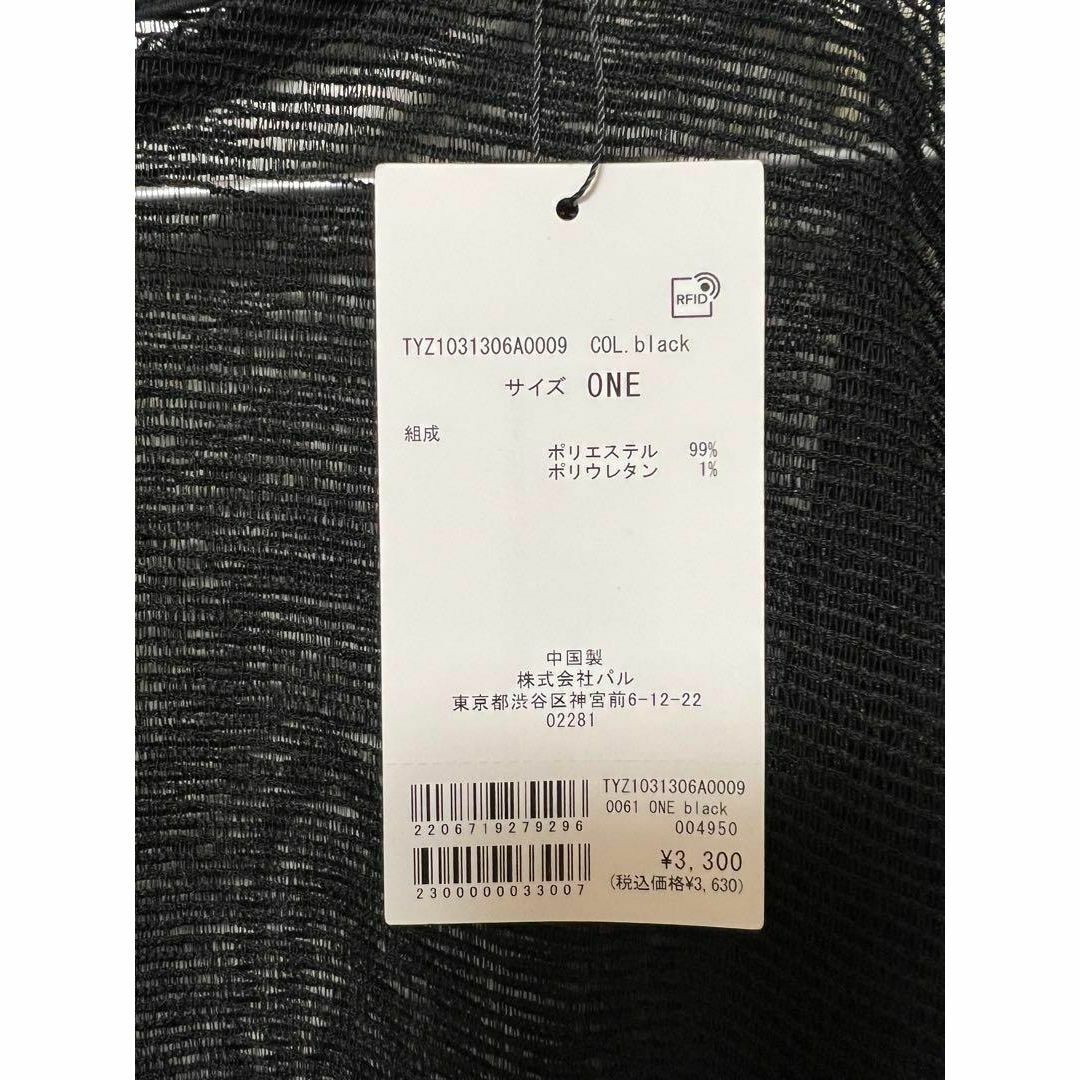 RFID
TYZ1031306A0009 COL.black
サイズ ONE
組成
ポリエステル 99%
ポリウレタン 1%
中国製
株式会社パル
東京都渋谷区神宮前6-12-22
02281
TYZ1031306A0009
0061 ONE black
2206719279296
004950
¥3,300
(税込価格¥3,630)
2300000033007